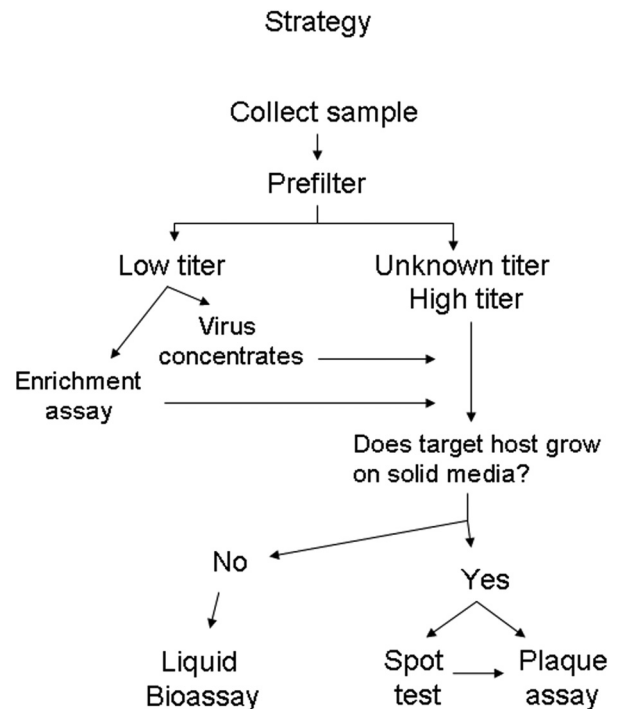 Strategy
Collect sample
Prefilter
Low titer
Unknown titer
High titer
Virus
concentrates
Enrichment
assay
Does target host grow
on solid media?
No
Yes
Liquid
Bioassay
Spot
test
Plaque
assay